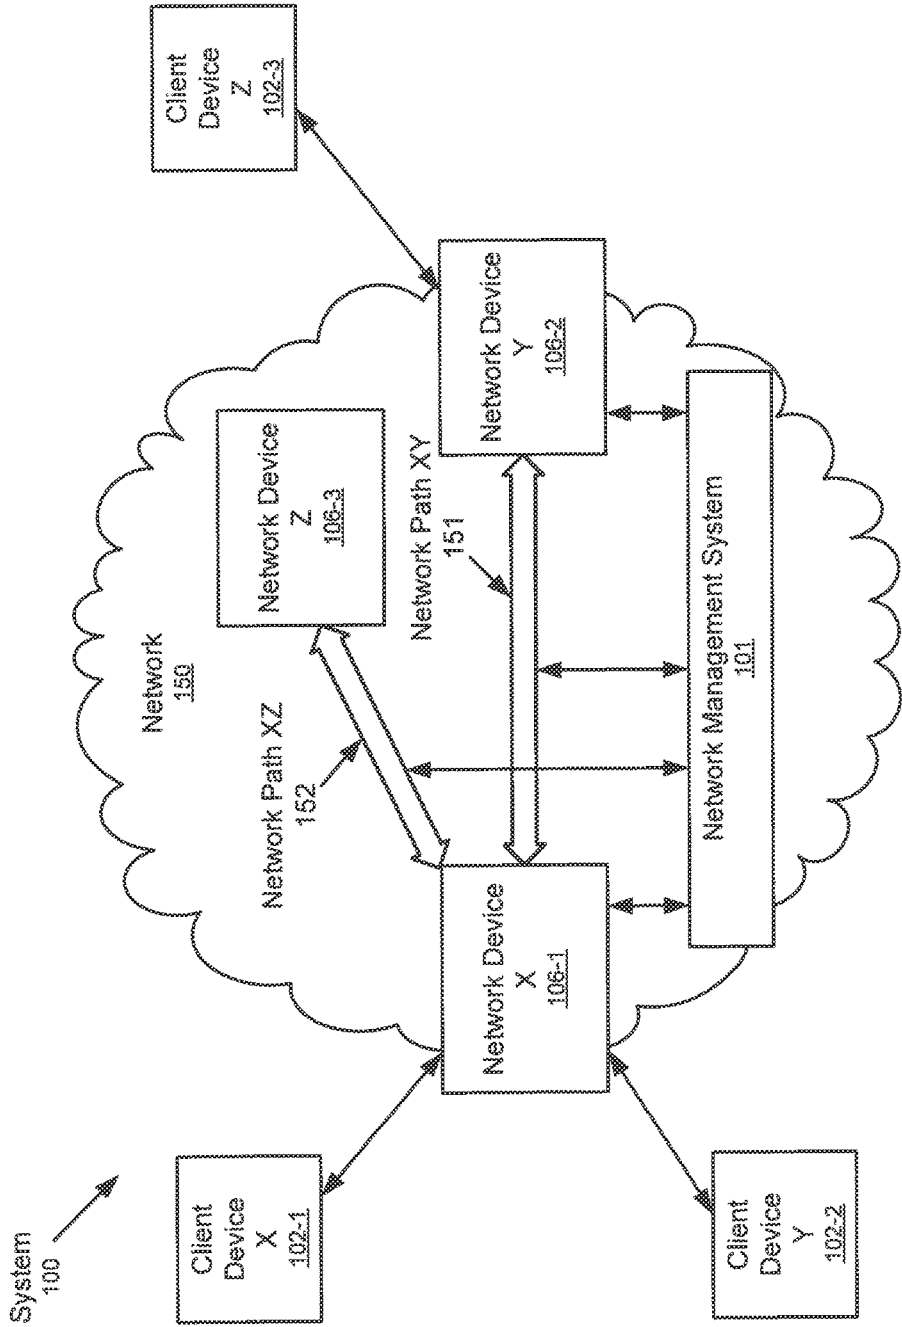 System
100
Client
Device
X
102-1
Client
Device
Y
102-2
Network Device
X
106-1
Network Path XZ
152
Network
150
Network Device
Z
106-3
Network Path XY
151
Network Management System
101
Network Device
Y
106-2
Client
Device
Z
102-3